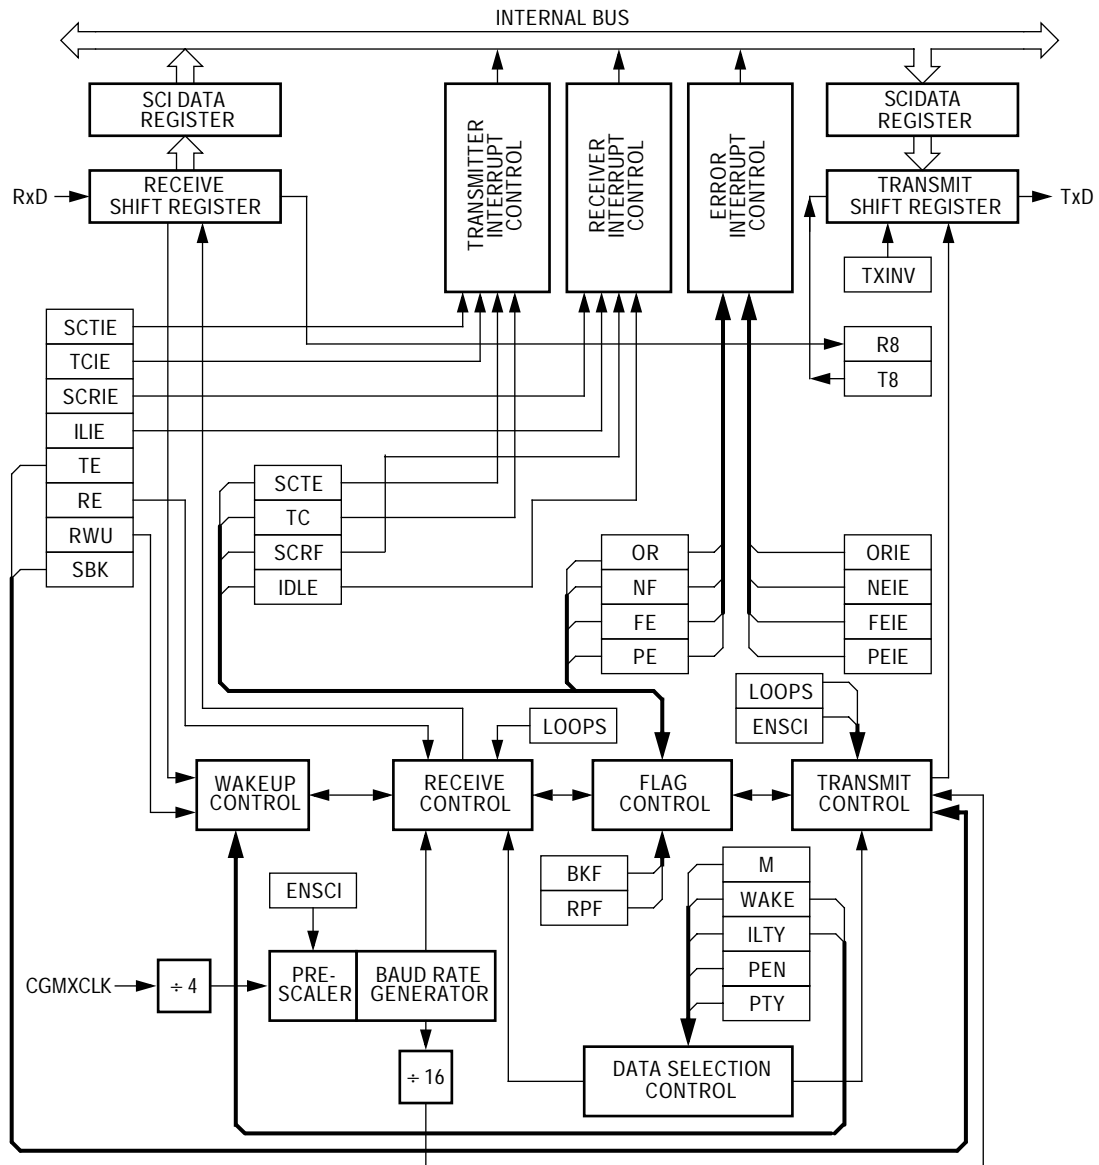 INTERNAL BUS
SCI DATA
REGISTER
SCIDATA
REGISTER
TRANSMITTER
INTERRUPT
CONTROL
RECEIVER
INTERRUPT
CONTROL
ERROR
INTERRUPT
CONTROL
RxD
RECEIVE
SHIFT REGISTER
TRANSMIT
SHIFT REGISTER
TxD
TXINV
SCTIE
TCIE
SCRIE
ILIE
TE
RE
RWU
SBK
R8
T8
SCTE
TC
SCRF
IDLE
OR
NF
FE
PE
ORIE
NEIE
FEIE
PEIE
LOOPS
LOOPS
ENSCI
WAKEUP
CONTROL
RECEIVE
CONTROL
FLAG
CONTROL
TRANSMIT
CONTROL
BKF
RPF
M
WAKE
ILTY
PEN
PTY
ENSCI
CGMXCLK
÷ 4
PRE-
SCALER
BAUD RATE
GENERATOR
÷ 16
DATA SELECTION
CONTROL